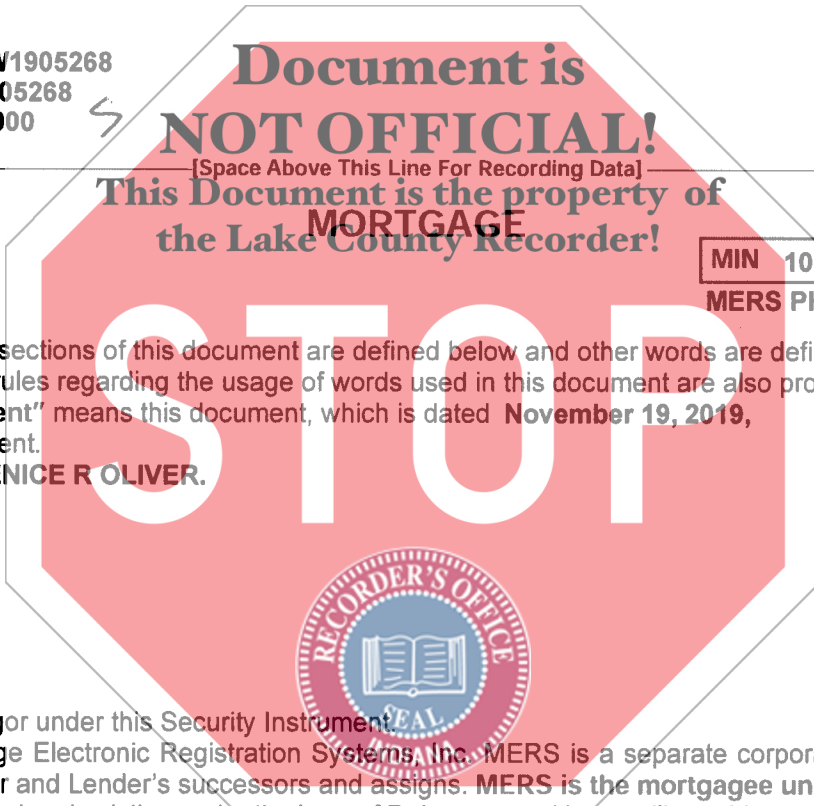 Document is
1905268
05268
00
NOT OFFICIAL!
[Space Above This Line For Recording Data]
This Document is the property of
MORTGAGE
the Lake County Recorder!
MIN 10
MERS
STOP
sections of this document are defined below and other words are defi
ules regarding the usage of words used in this document are also pro
ent" means this document, which is dated November 19, 2019,
ent.
NICE R OLIVER.
RECORDER'S OFFICE
SEAL
INDIANA
gor under this Security Instrument.
ge Electronic Registration Systems, Inc. MERS is a separate corpor
r and Lender's successors and assigns. MERS is the mortgagee un